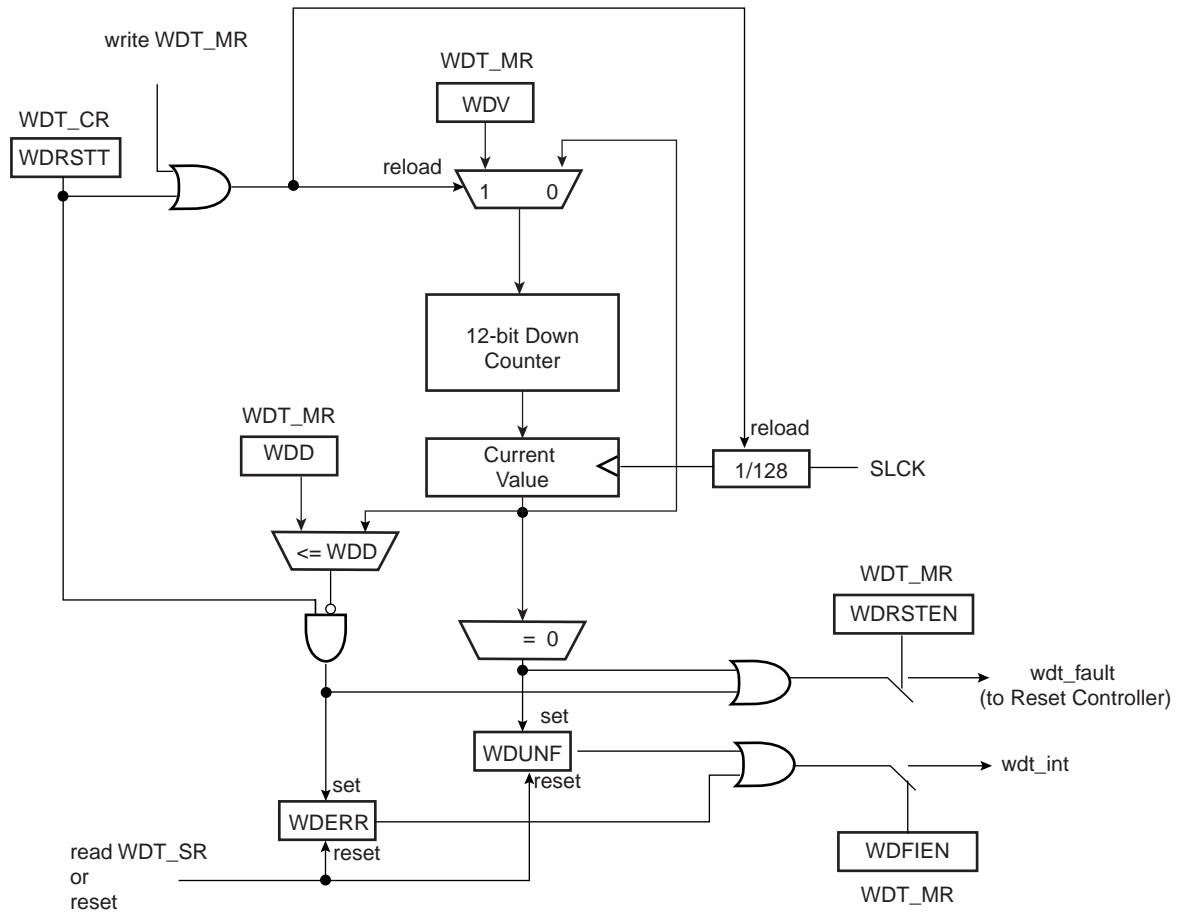 write WDT_MR
WDT_MR
WDV
WDT_CR
WDRSTT
reload
1 0
12-bit Down
Counter
WDT_MR
WDD
reload
Current
Value
1/128
SLCK
<= WDD
WDT_MR
WDRSTEN
= 0
wdt_fault
(to Reset Controller)
set
WDUNF
reset
wdt_int
set
WDERR
reset
WDFIEN
WDT_MR
read WDT_SR
or
reset